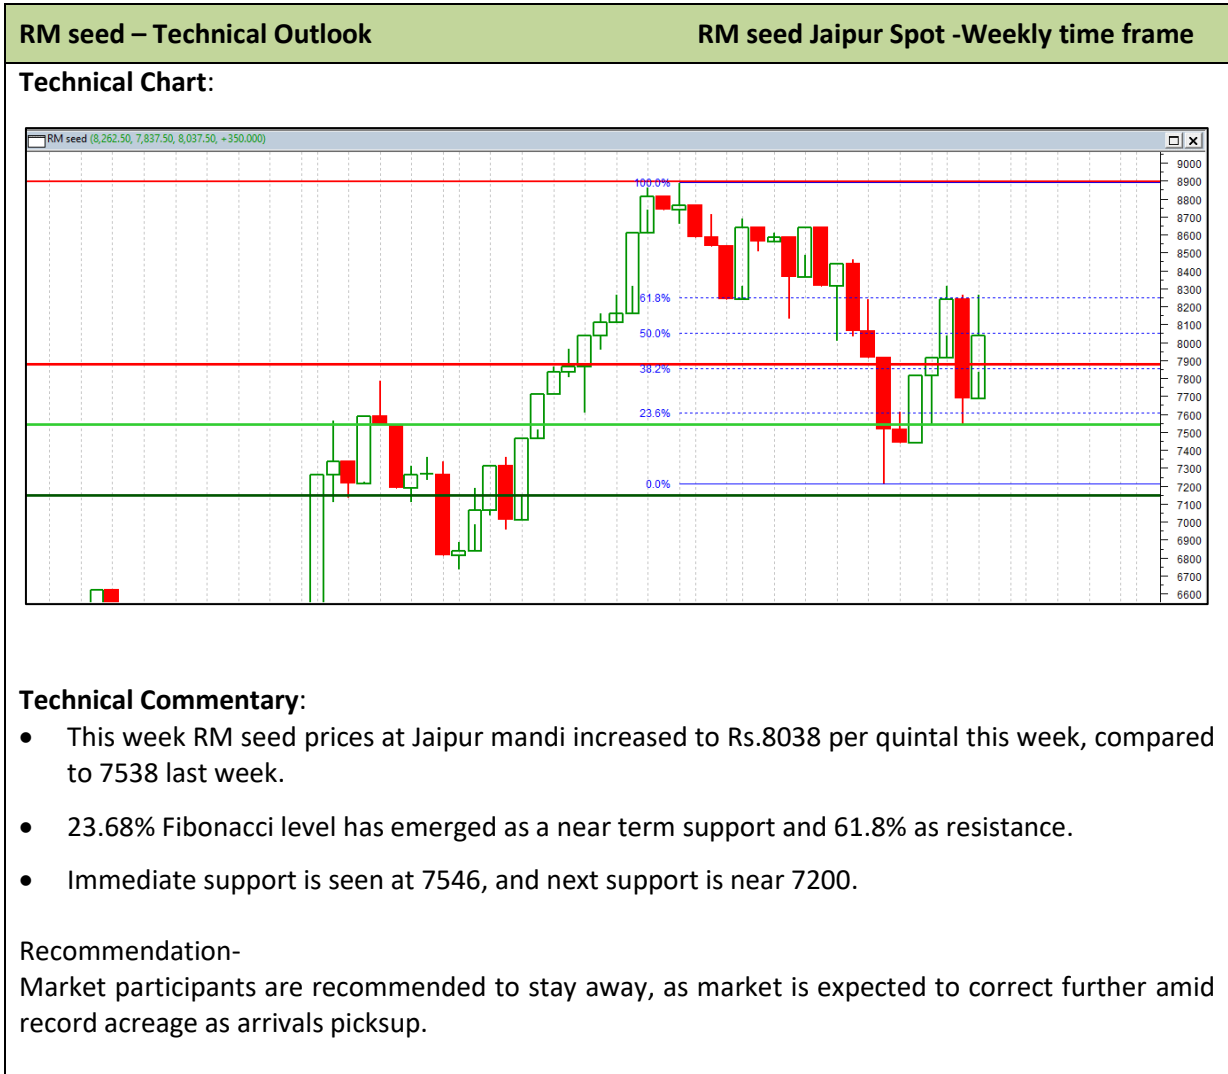 RM seed – Technical Outlook RM seed Jaipur Spot -Weekly time frame
Technical Chart:
RM seed (8,262.50, 7,837.50, 8,037.50, +350.000)
9000
8900
8800
8700
8600
8500
8400
8300
8200
8100
8000
7900
7800
7700
7600
7500
7400
7300
7200
7100
7000
6900
6800
6700
6600
100.0%
61.8%
50.0%
38.2%
23.6%
0.0%
Technical Commentary:
• This week RM seed prices at Jaipur mandi increased to Rs.8038 per quintal this week, compared
to 7538 last week.
• 23.68% Fibonacci level has emerged as a near term support and 61.8% as resistance.
• Immediate support is seen at 7546, and next support is near 7200.
Recommendation-
Market participants are recommended to stay away, as market is expected to correct further amid
record acreage as arrivals picksup.